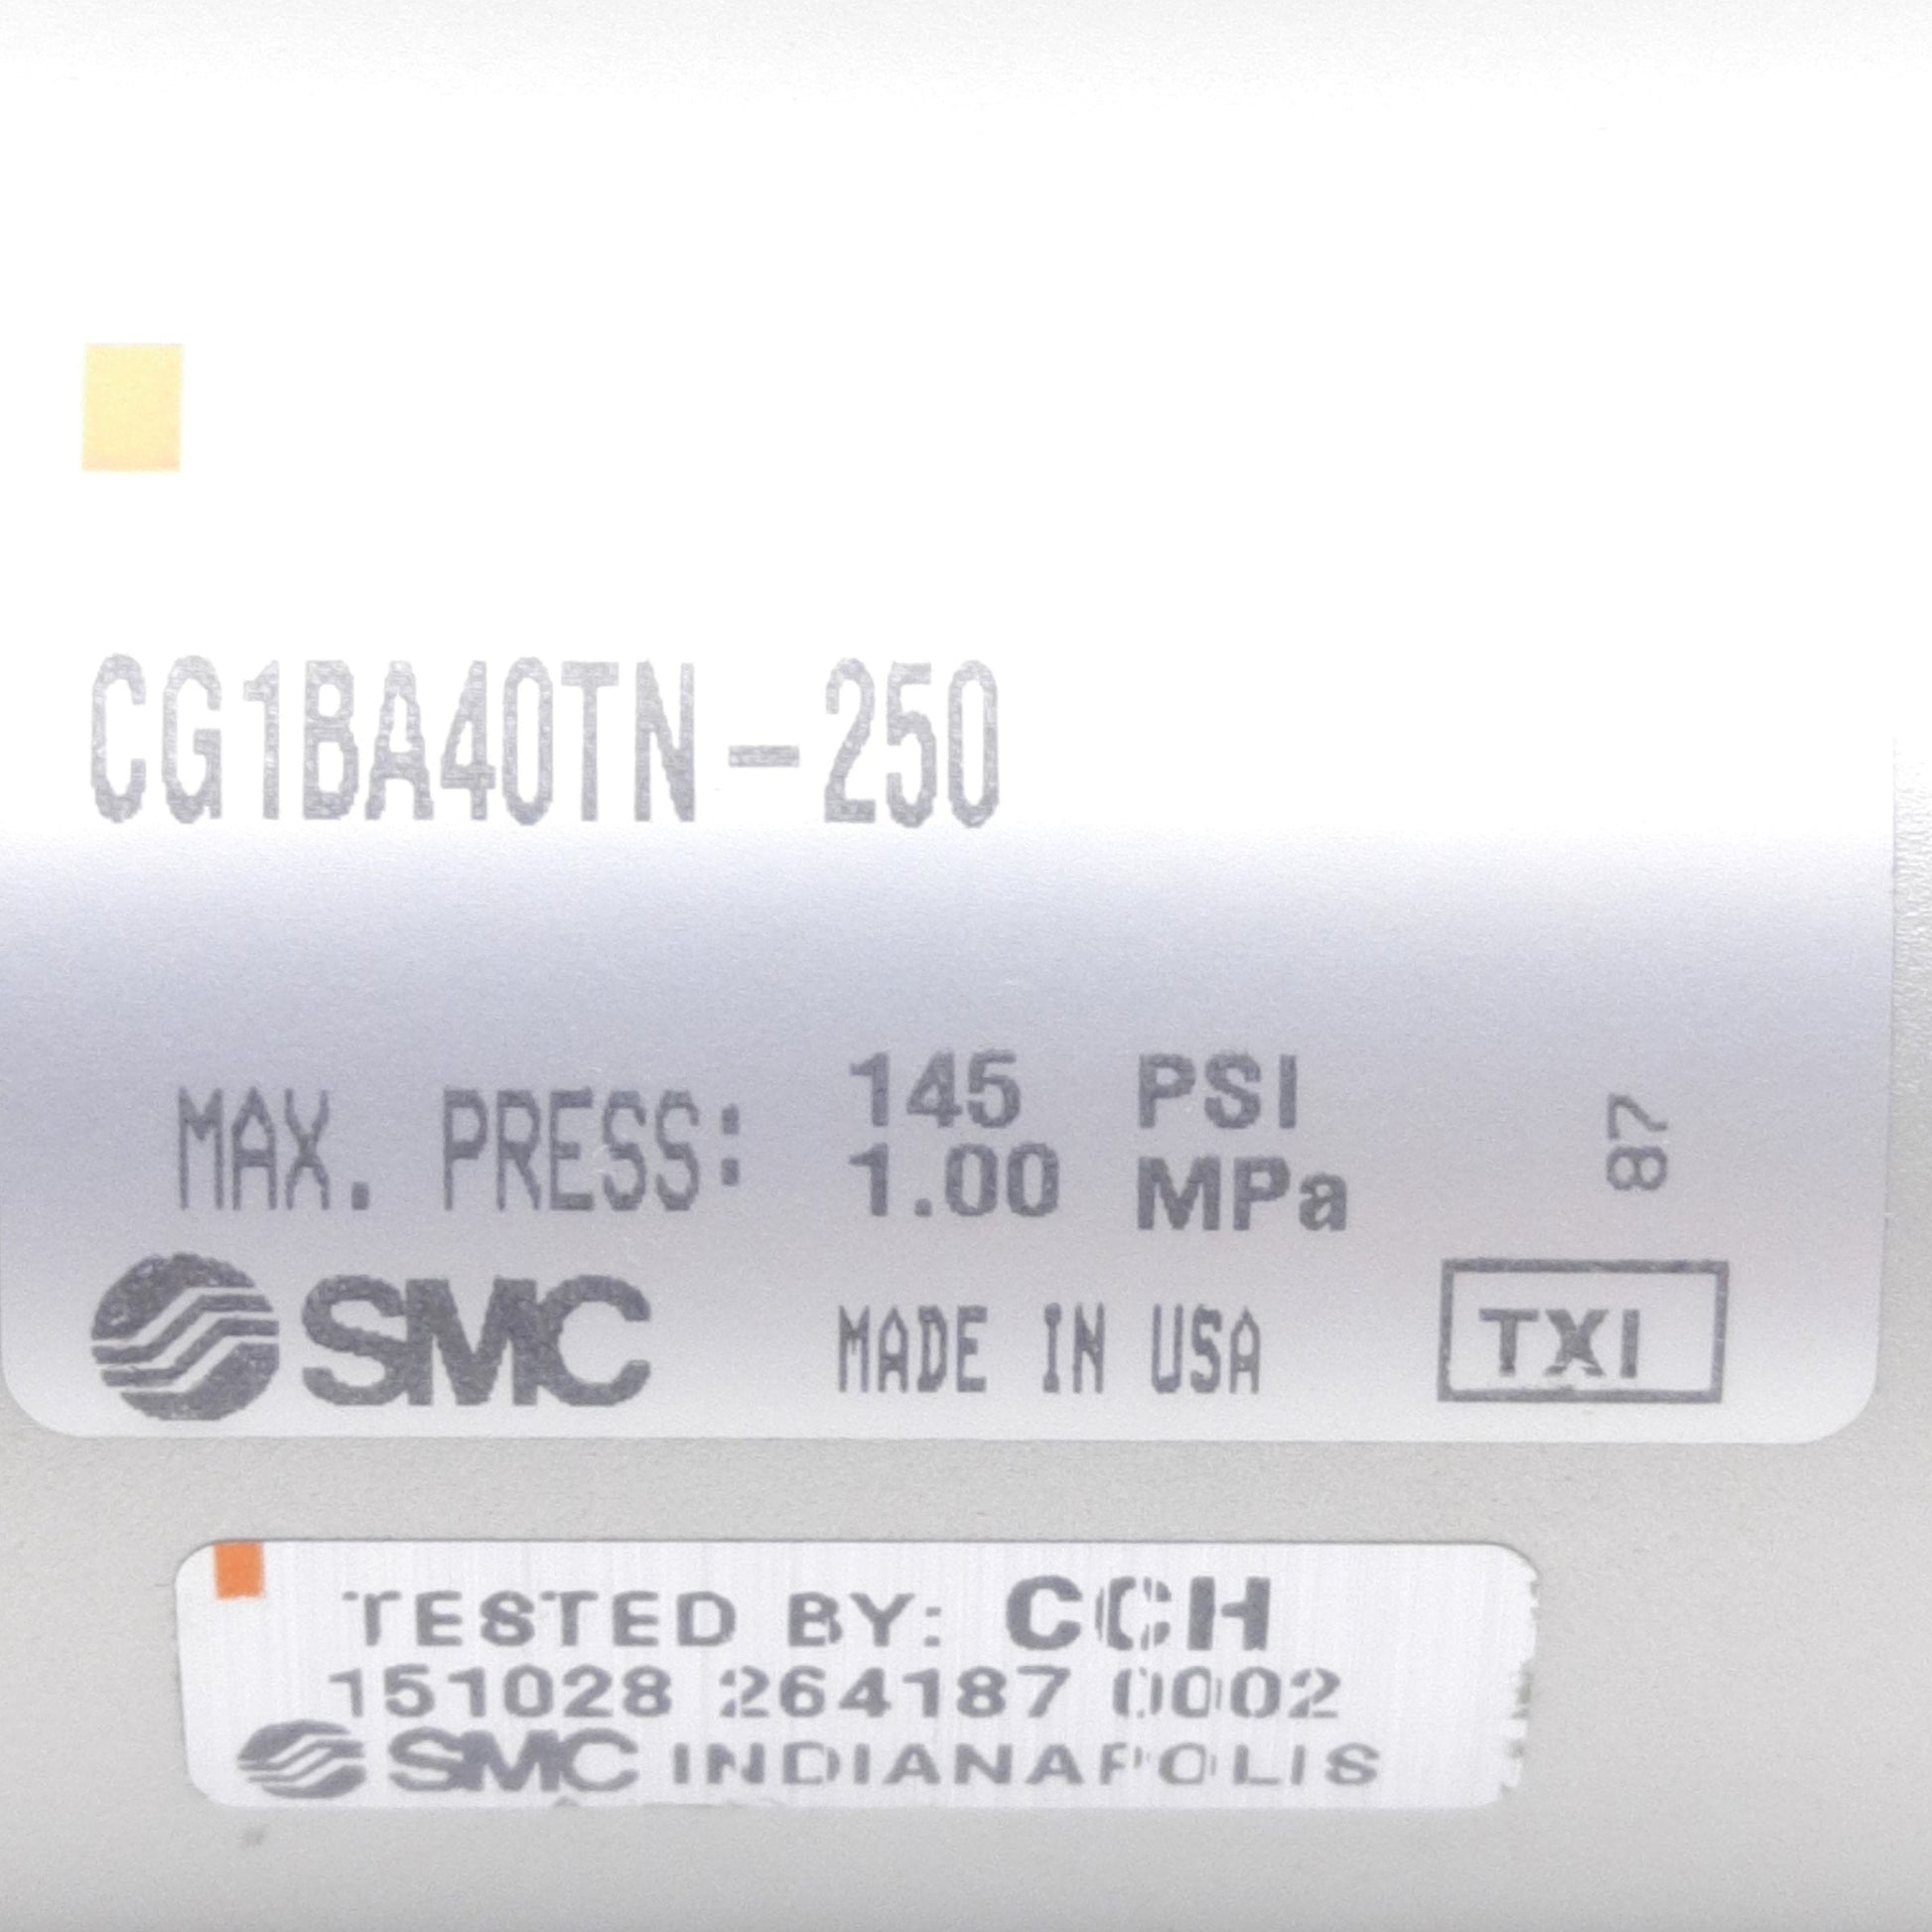 CG1BA40TN-250
MAX. PRESS: 145 PSI
1.00 MPa
87
SMC MADE IN USA TXI
TESTED BY: CCH
151028 264187 0002
SMC INDIANAPOLIS